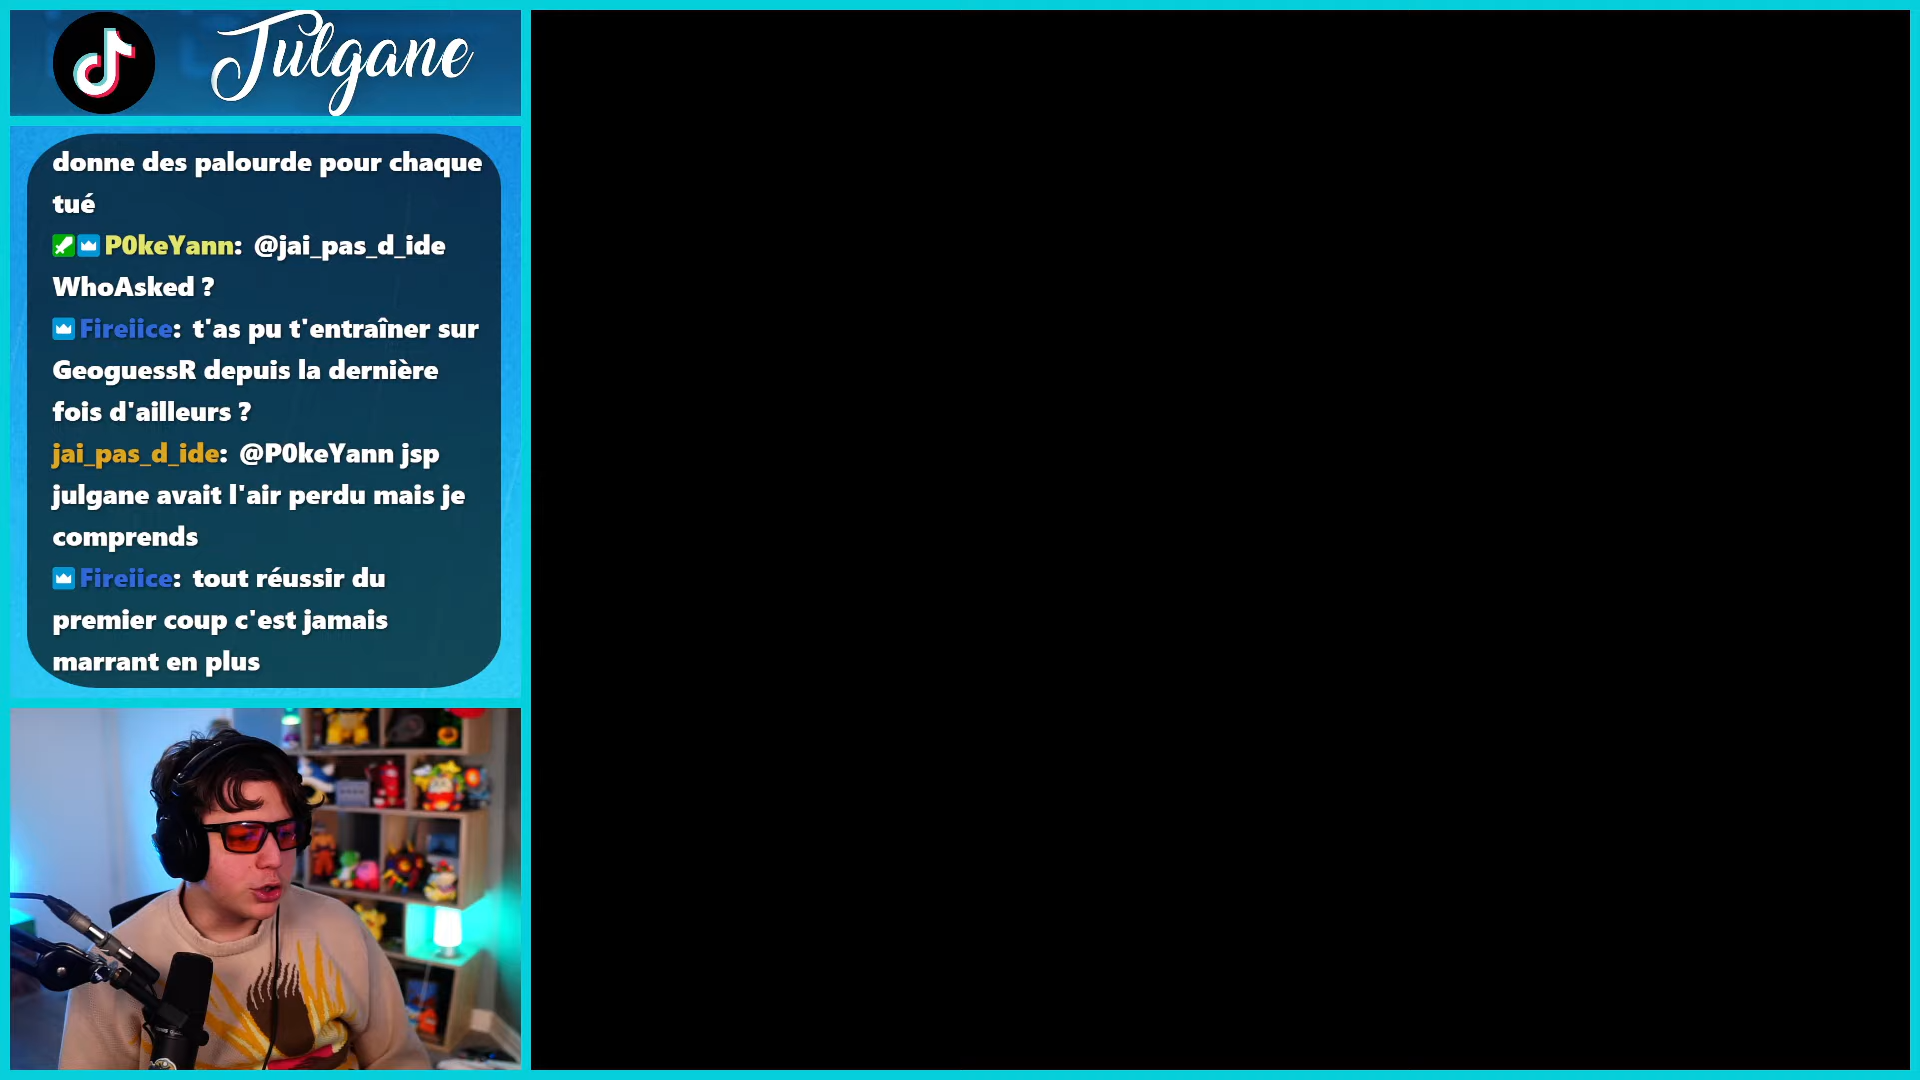 Julgane
donne des palourde pour chaque
tué
P0keYann: @jai_pas_d_ide
WhoAsked ?
Fireiice: t'as pu t'entraîner sur
GeoguessR depuis la dernière
fois d'ailleurs ?
jai_pas_d_ide: @P0keYann jsp
julgane avait l'air perdu mais je
comprends
Fireiice: tout réussir du
premier coup c'est jamais
marrant en plus